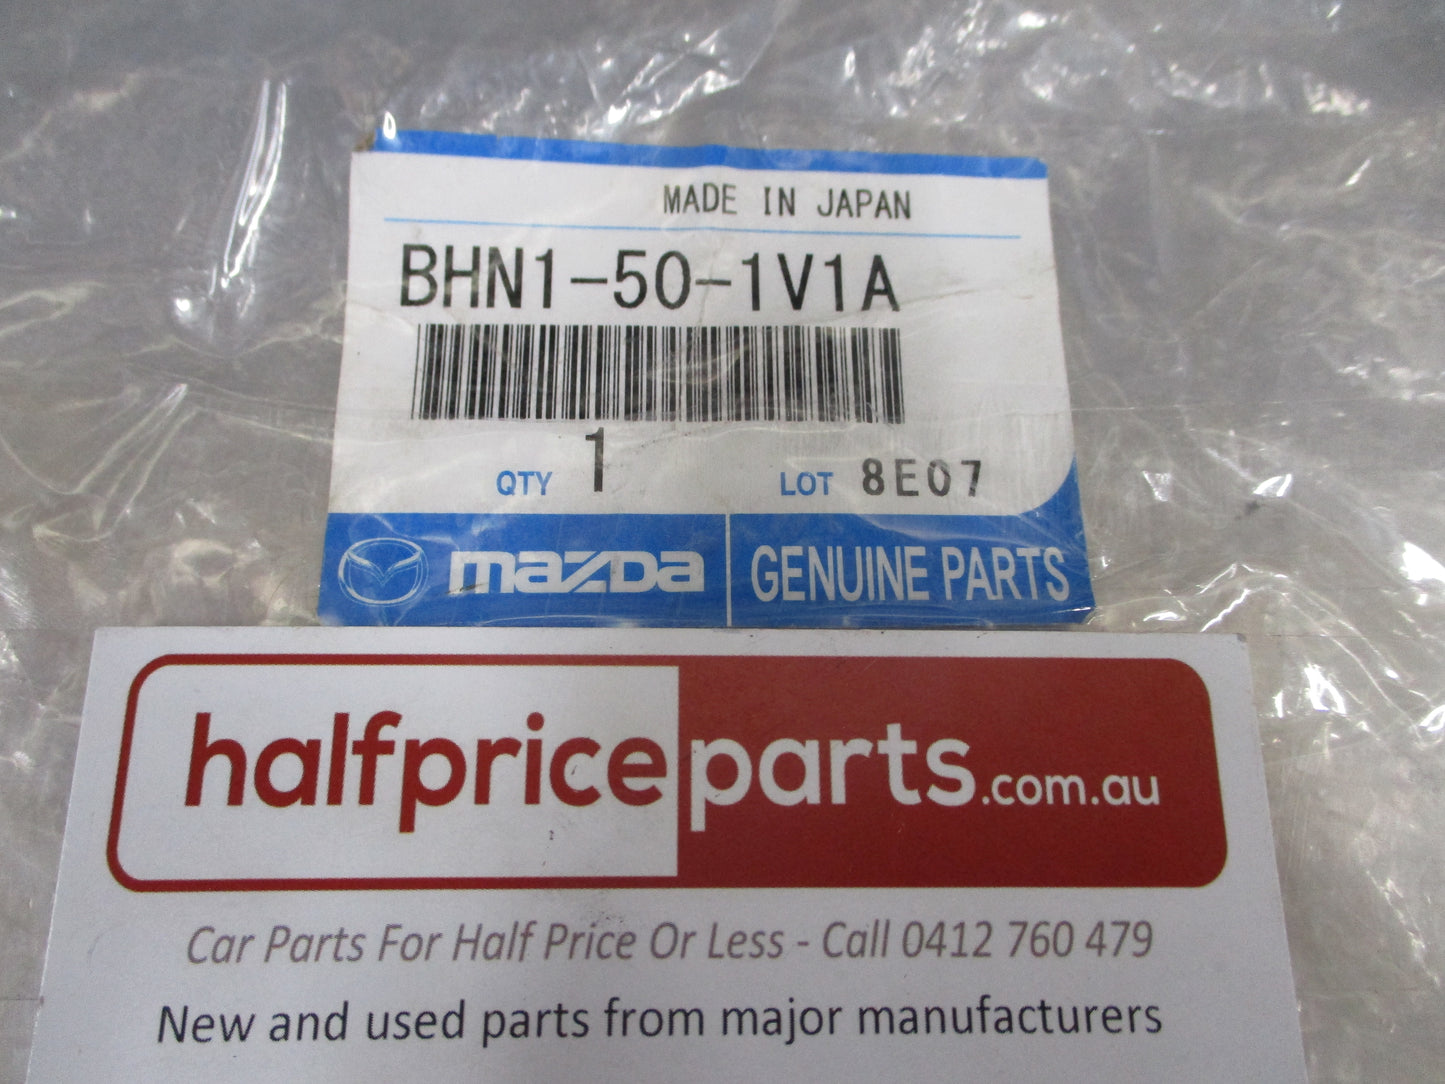 MADE IN JAPAN
BHN1-50-1V1A
QTY 1 LOT 8E07
mazda GENUINE PARTS
halfpriceparts.com.au
Car Parts For Half Price Or Less - Call 0412 760 479
New and used parts from major manufacturers